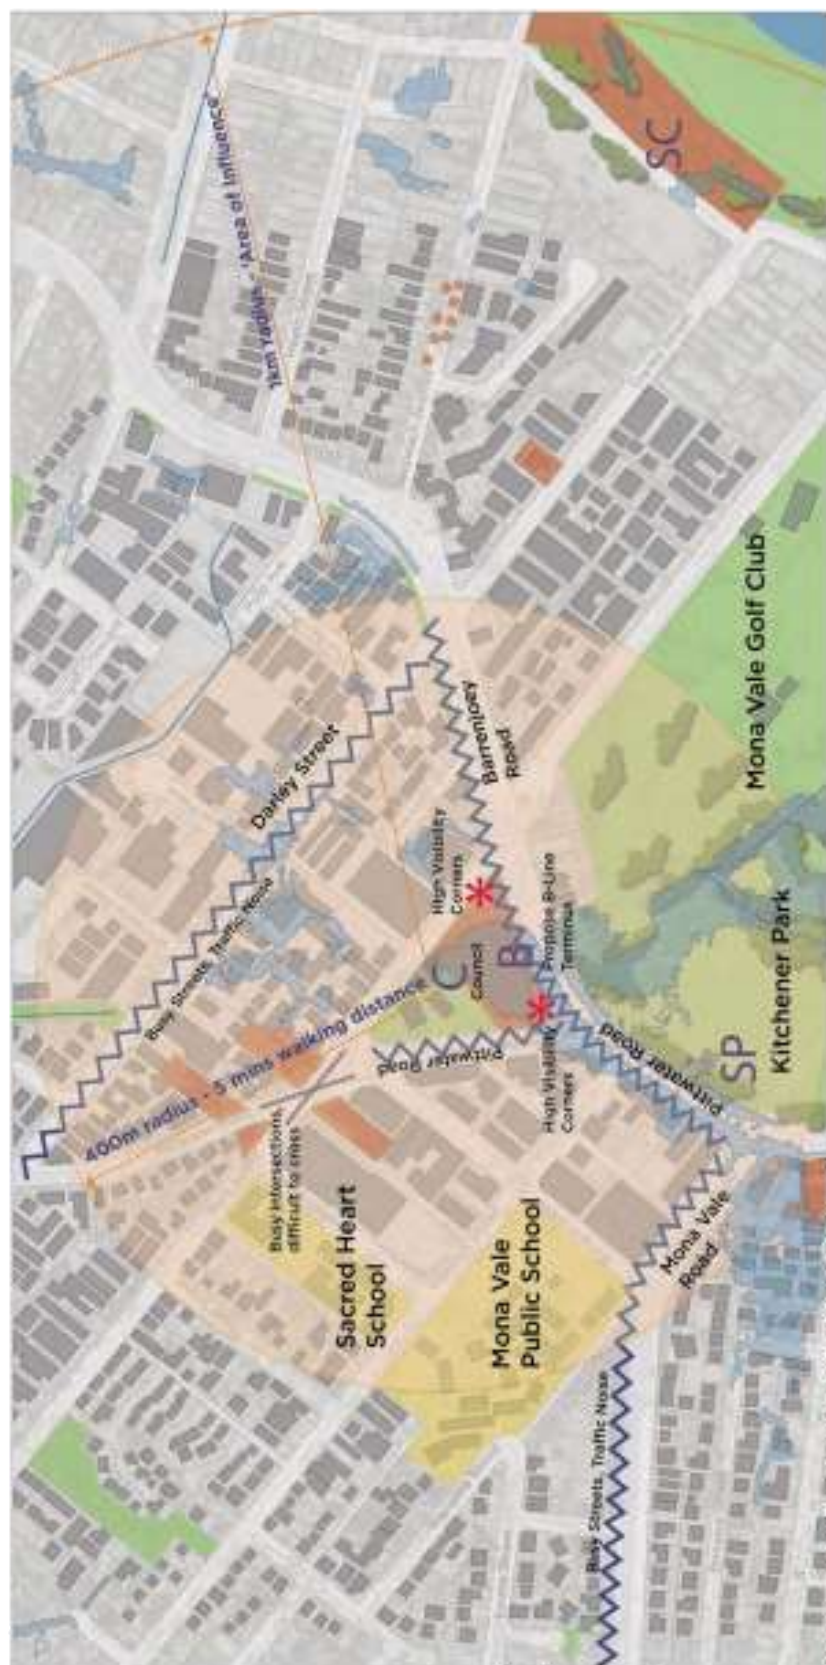 1km radius - 'Area of Influence'
SC
Darley Street
Busy Streets, Traffic Noise
Barrenjoey
Road
High Visibility
Corners
C
Council
B
Propose B-Line
Terminus
400m radius - 5 mins walking distance
Pittwater Road
High Visibility
Corners
Busy intersections,
difficult to cross
Sacred Heart
School
Mona Vale
Public School
Mona Vale
Road
Pittwater Road
SP
Kitchener Park
Mona Vale Golf Club
Busy Streets, Traffic Noise